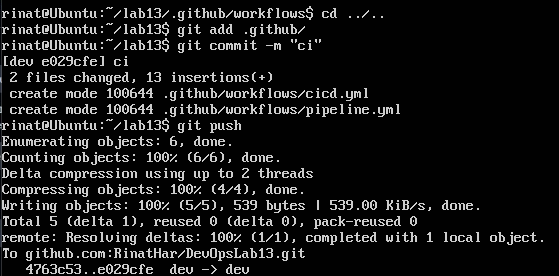 rinat@Ubuntu:~/lab13/.github/workflows$ cd ../..
rinat@Ubuntu:~/lab13$ git add .github/
rinat@Ubuntu:~/lab13$ git commit -m "ci"
[dev e029cfe] ci
 2 files changed, 13 insertions(+)
 create mode 100644 .github/workflows/cicd.yml
 create mode 100644 .github/workflows/pipeline.yml
rinat@Ubuntu:~/lab13$ git push
Enumerating objects: 6, done.
Counting objects: 100% (6/6), done.
Delta compression using up to 2 threads
Compressing objects: 100% (4/4), done.
Writing objects: 100% (5/5), 539 bytes | 539.00 KiB/s, done.
Total 5 (delta 1), reused 0 (delta 0), pack-reused 0
remote: Resolving deltas: 100% (1/1), completed with 1 local object.
To github.com:RinatHar/DevOpsLab13.git
   4763c53..e029cfe  dev -> dev